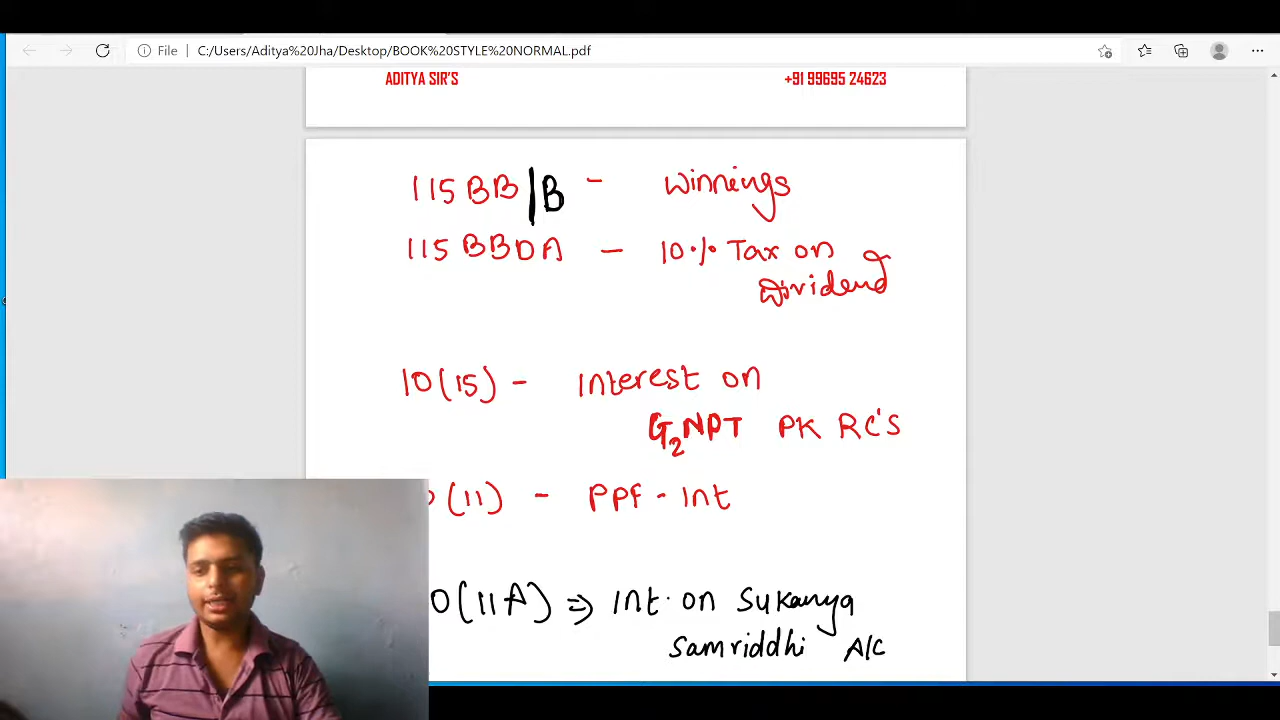 File C:/Users/Aditya%20Jha/Desktop/BOOK%20STYLE%20NORMAL.pdf
ADITYA SIR'S +91 99695 24623
115 BB|B - Winnings
115 BBDA - 10% Tax on
Dividend
10(15) - Interest on
G2NPT PK RC'S
(11) - PPF - Int
0(11A) ⇒ Int. on Sukanya
Samriddhi A/C